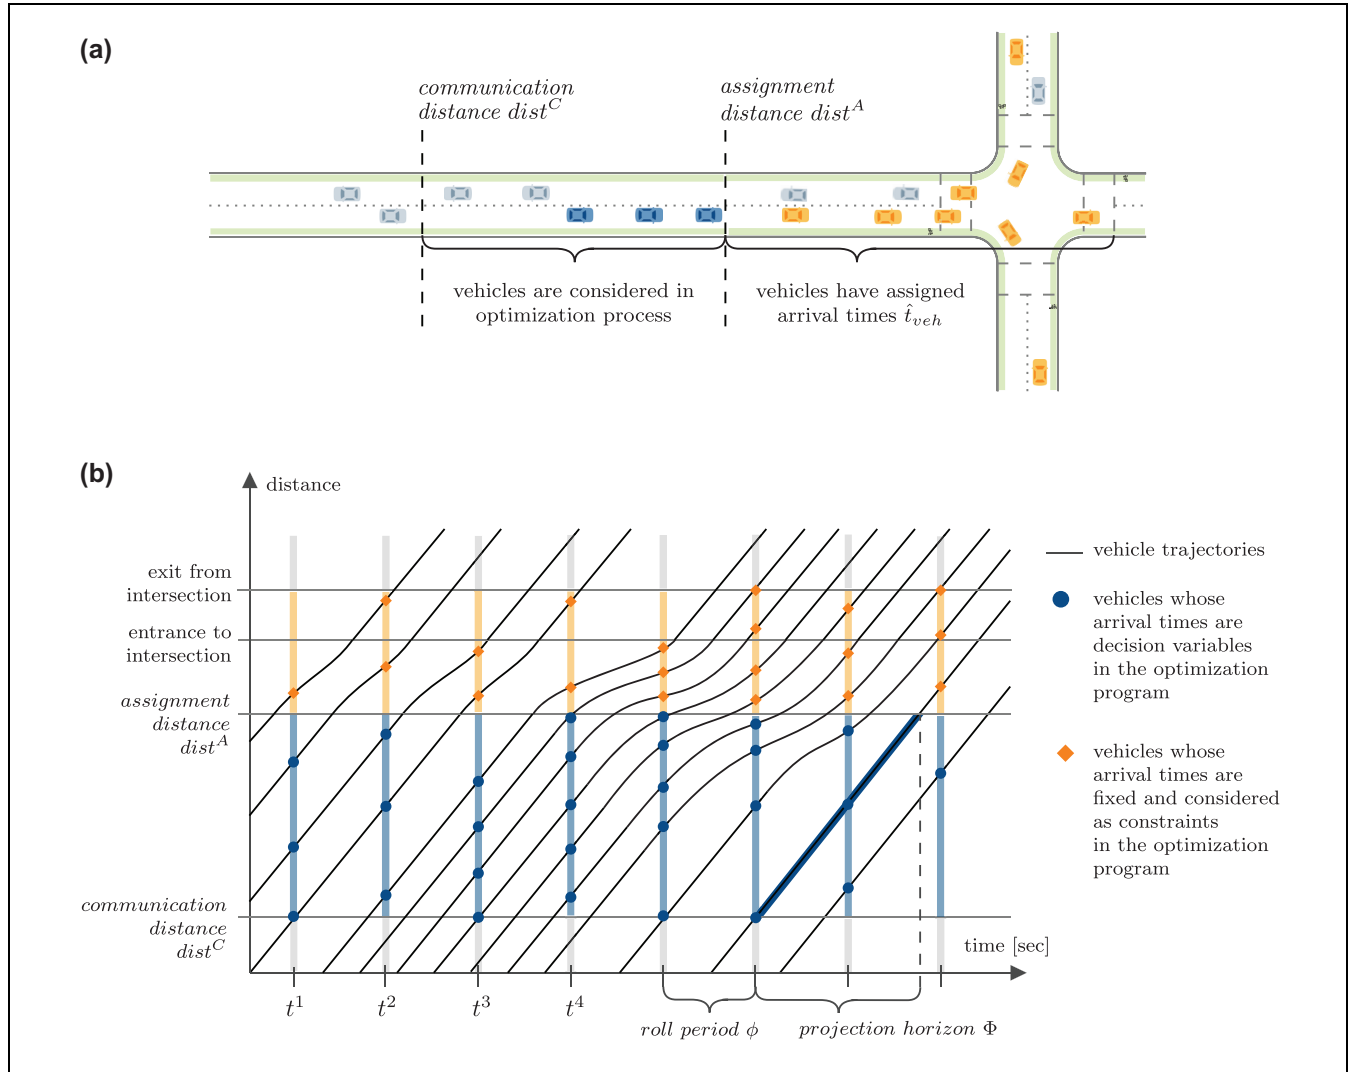 (a)
communication
distance dist^C
assignment
distance dist^A
vehicles are considered in
optimization process
vehicles have assigned
arrival times t̂_veh
(b)
distance
exit from
intersection
entrance to
intersection
assignment
distance
dist^A
communication
distance
dist^C
time [sec]
t^1
t^2
t^3
t^4
roll period ϕ
projection horizon Φ
vehicle trajectories
vehicles whose
arrival times are
decision variables
in the optimization
program
vehicles whose
arrival times are
fixed and considered
as constraints
in the optimization
program